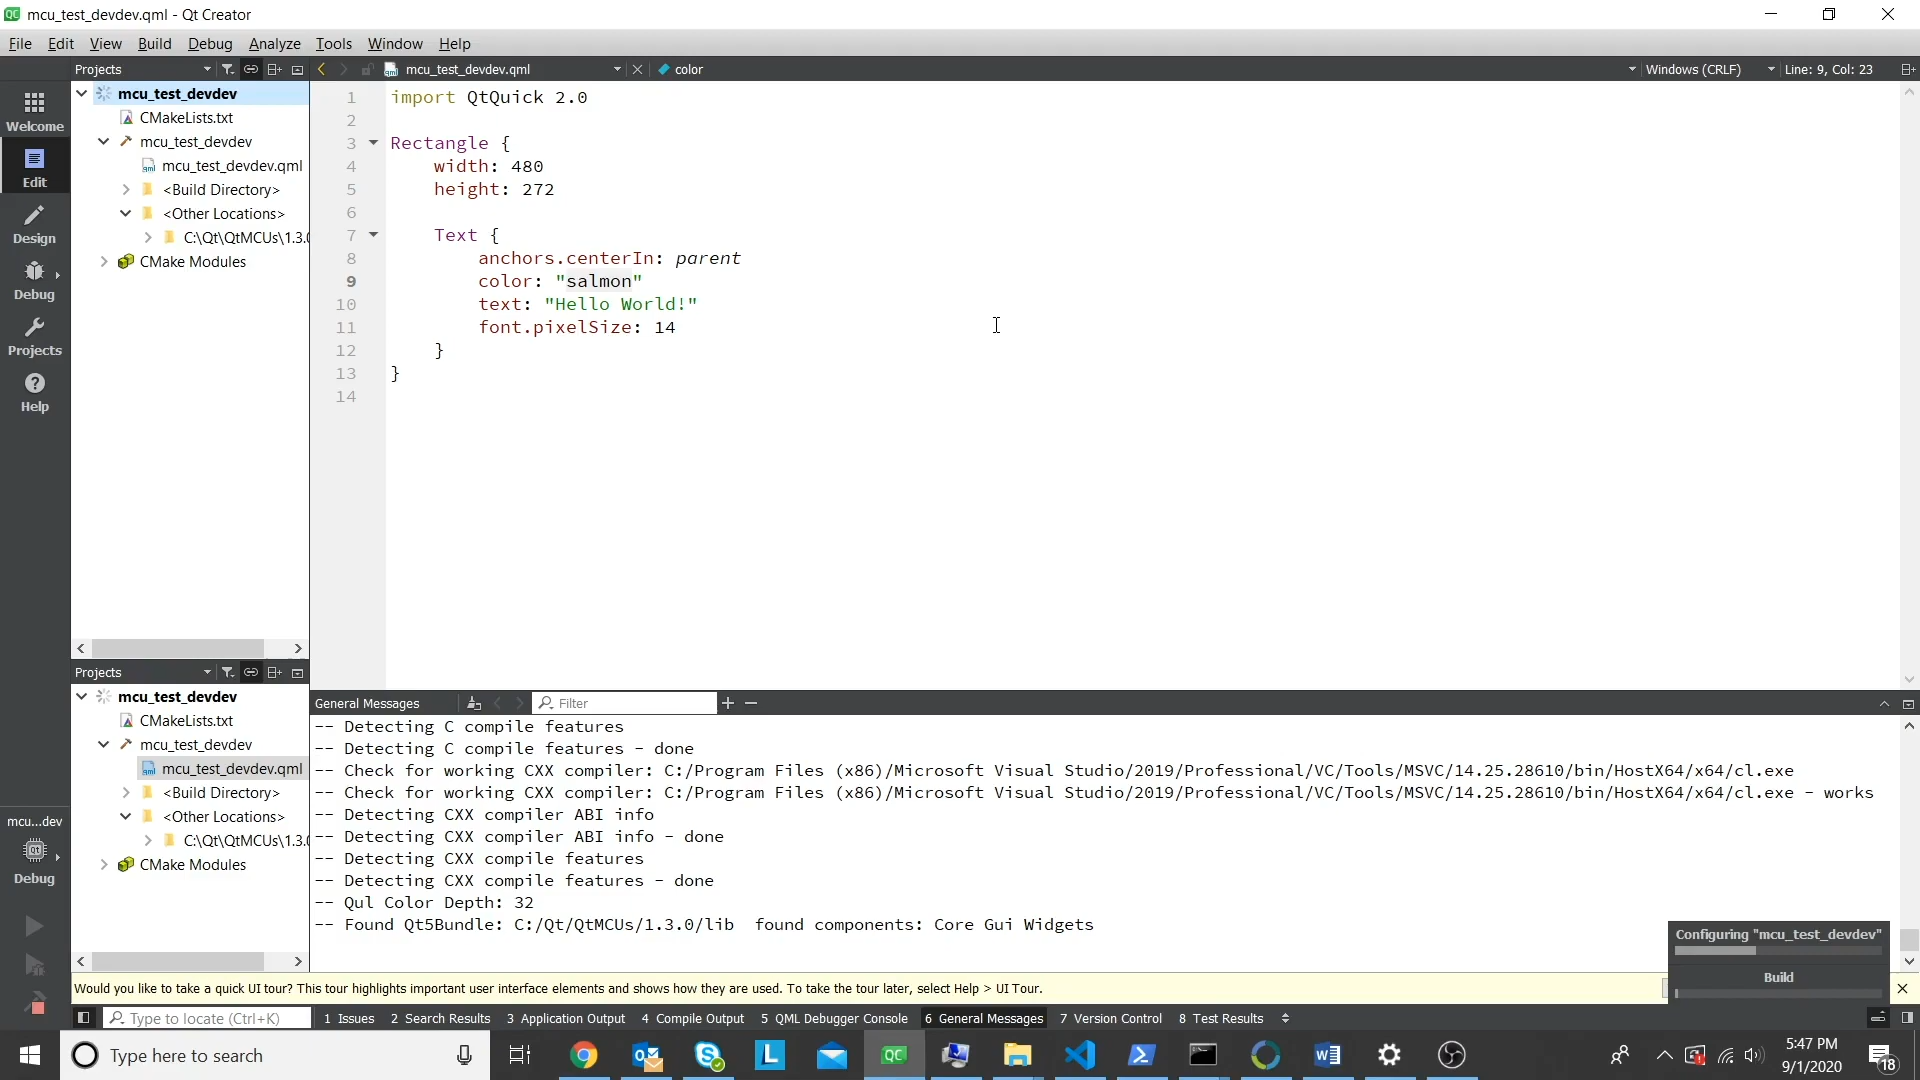 mcu_test_devdev.qml - Qt Creator
File Edit View Build Debug Analyze Tools Window Help
Projects
mcu_test_devdev.qml
color
Windows (CRLF)
Line: 9, Col: 23
Welcome
Edit
Design
Debug
Projects
Help
mcu_test_devdev
CMakeLists.txt
mcu_test_devdev
mcu_test_devdev.qml
<Build Directory>
<Other Locations>
C:\Qt\QtMCUs\1.3.0
CMake Modules
1 import QtQuick 2.0
2
3 Rectangle {
4 width: 480
5 height: 272
6
7 Text {
8 anchors.centerIn: parent
9 color: "salmon"
10 text: "Hello World!"
11 font.pixelSize: 14
12 }
13 }
14
Projects
mcu_test_devdev
CMakeLists.txt
mcu_test_devdev
mcu_test_devdev.qml
<Build Directory>
<Other Locations>
C:\Qt\QtMCUs\1.3.0
CMake Modules
mcu...dev
Debug
General Messages
Filter
-- Detecting C compile features
-- Detecting C compile features - done
-- Check for working CXX compiler: C:/Program Files (x86)/Microsoft Visual Studio/2019/Professional/VC/Tools/MSVC/14.25.28610/bin/HostX64/x64/cl.exe
-- Check for working CXX compiler: C:/Program Files (x86)/Microsoft Visual Studio/2019/Professional/VC/Tools/MSVC/14.25.28610/bin/HostX64/x64/cl.exe - works
-- Detecting CXX compiler ABI info
-- Detecting CXX compiler ABI info - done
-- Detecting CXX compile features
-- Detecting CXX compile features - done
-- Qul Color Depth: 32
-- Found Qt5Bundle: C:/Qt/QtMCUs/1.3.0/lib found components: Core Gui Widgets
Configuring "mcu_test_devdev"
Build
Would you like to take a quick UI tour? This tour highlights important user interface elements and shows how they are used. To take the tour later, select Help > UI Tour.
Type to locate (Ctrl+K)
1 Issues 2 Search Results 3 Application Output 4 Compile Output 5 QML Debugger Console 6 General Messages 7 Version Control 8 Test Results
Type here to search
5:47 PM
9/1/2020
18